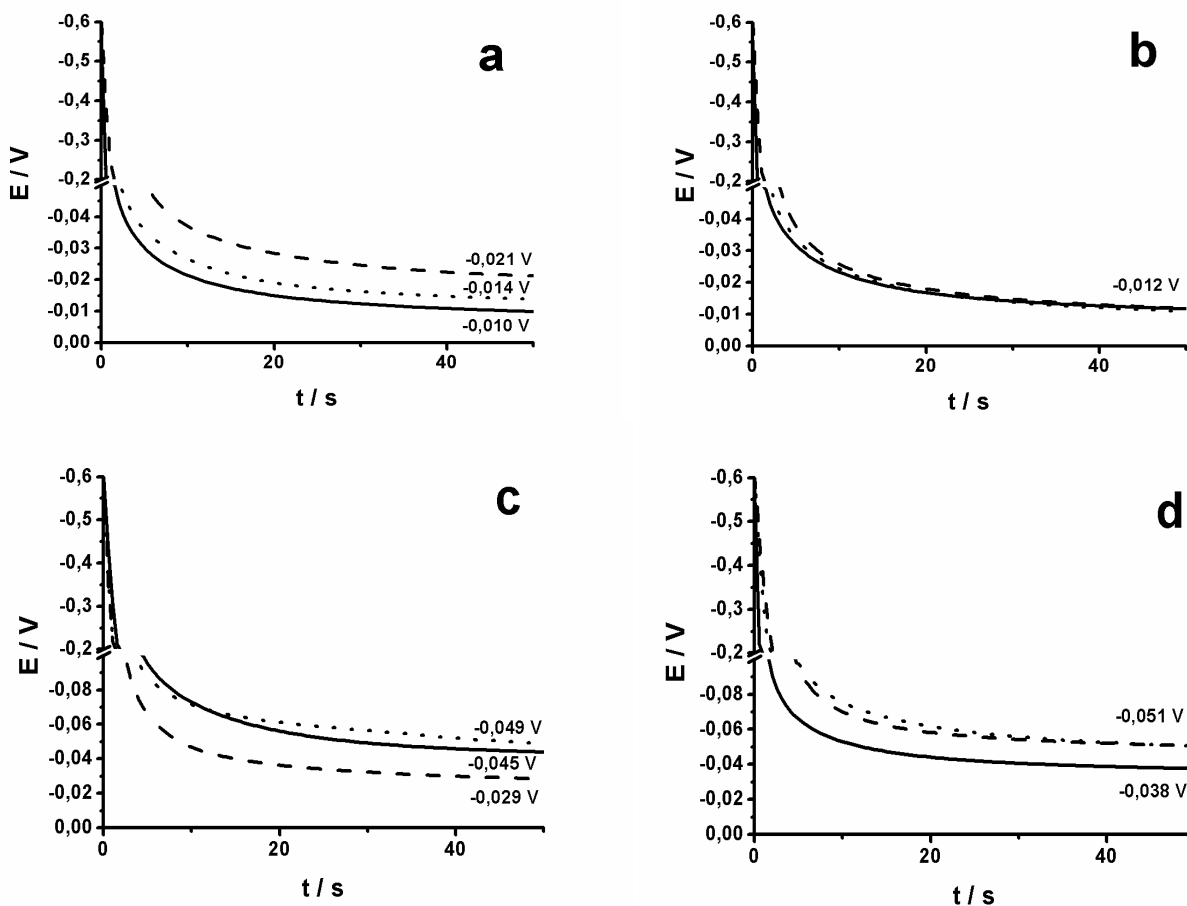 a
E / V
-0,6
-0,5
-0,4
-0,3
-0,2
-0,04
-0,03
-0,02
-0,01
0,00
-0,021 V
-0,014 V
-0,010 V
0 20 40
t / s
b
E / V
-0,6
-0,5
-0,4
-0,3
-0,2
-0,04
-0,03
-0,02
-0,01
0,00
-0,012 V
0 20 40
t / s
c
E / V
-0,6
-0,5
-0,4
-0,3
-0,2
-0,08
-0,06
-0,04
-0,02
0,00
-0,049 V
-0,045 V
-0,029 V
0 20 40
t / s
d
E / V
-0,6
-0,5
-0,4
-0,3
-0,2
-0,08
-0,06
-0,04
-0,02
0,00
-0,051 V
-0,038 V
0 20 40
t / s